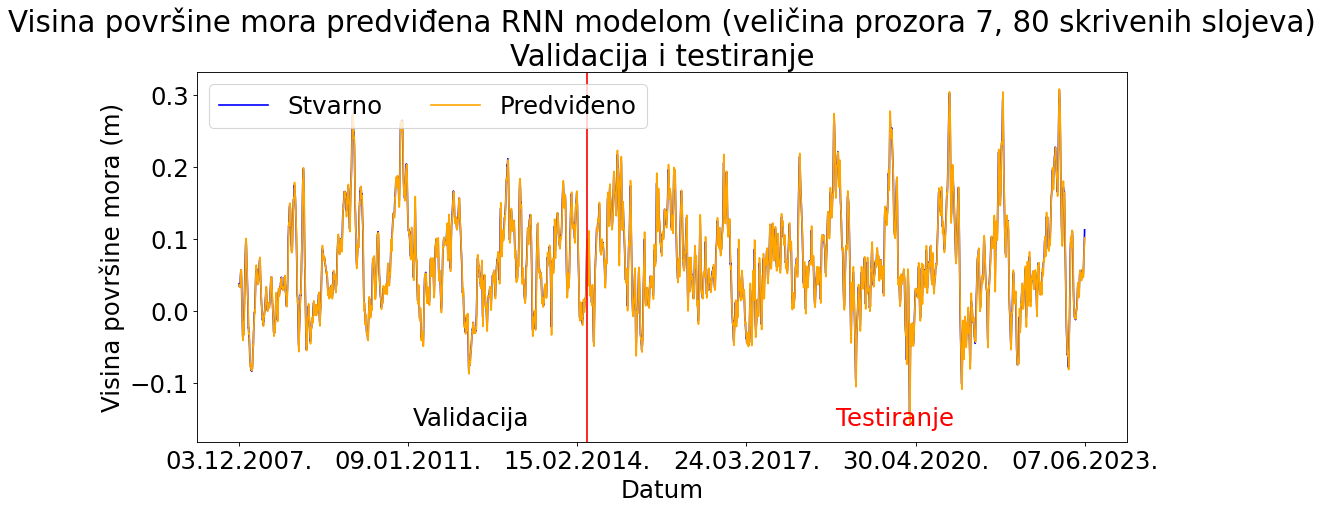 Visina površine mora predviđena RNN modelom (veličina prozora 7, 80 skrivenih slojeva)
Validacija i testiranje
Stvarno
Predviđeno
Visina površine mora (m)
0.3
0.2
0.1
0.0
−0.1
Validacija
Testiranje
03.12.2007.
09.01.2011.
15.02.2014.
24.03.2017.
30.04.2020.
07.06.2023.
Datum